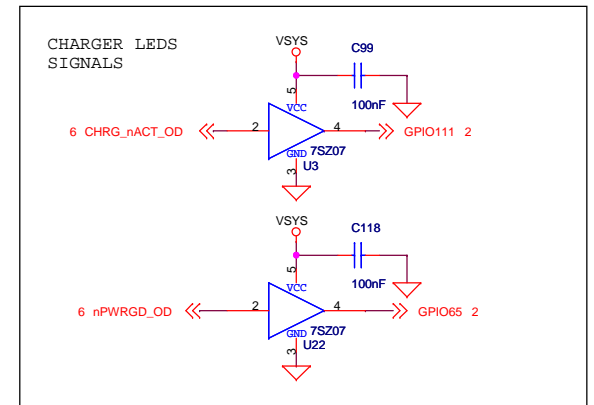 CHARGER LEDS
SIGNALS
VSYS
C99
100nF
5
VCC
6 CHRG_nACT_OD
2
4
GPIO111 2
GND
7SZ07
3
U3
VSYS
C118
100nF
5
VCC
6 nPWRGD_OD
2
4
GPIO65 2
GND
7SZ07
3
U22